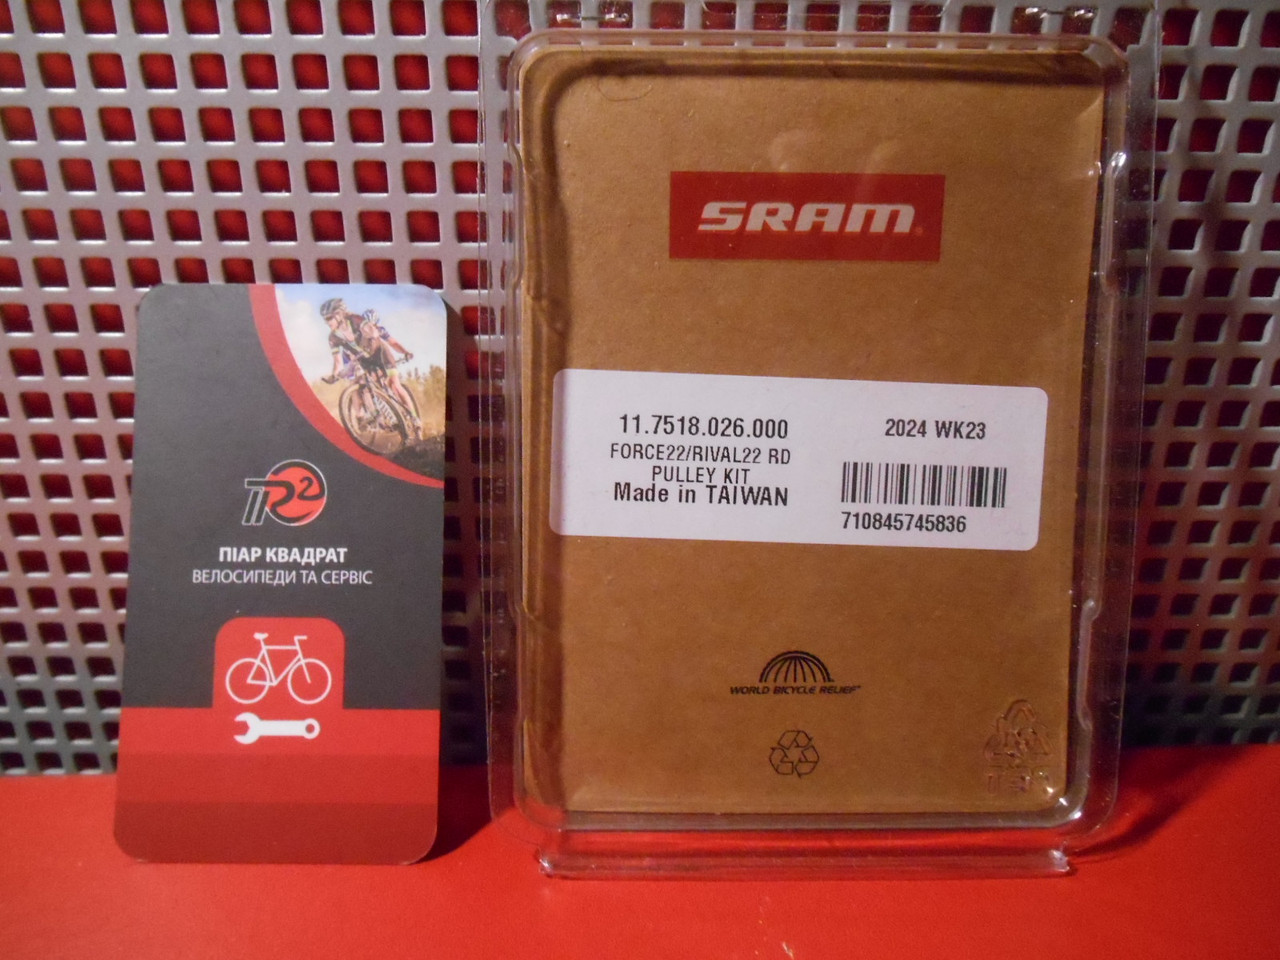 R2
ПІАР КВАДРАТ
ВЕЛОСИПЕДИ ТА СЕРВІС
SRAM
11.7518.026.000
FORCE22/RIVAL22 RD
PULLEY KIT
Made in TAIWAN
2024 WK23
710845745836
WORLD BICYCLE RELIEF